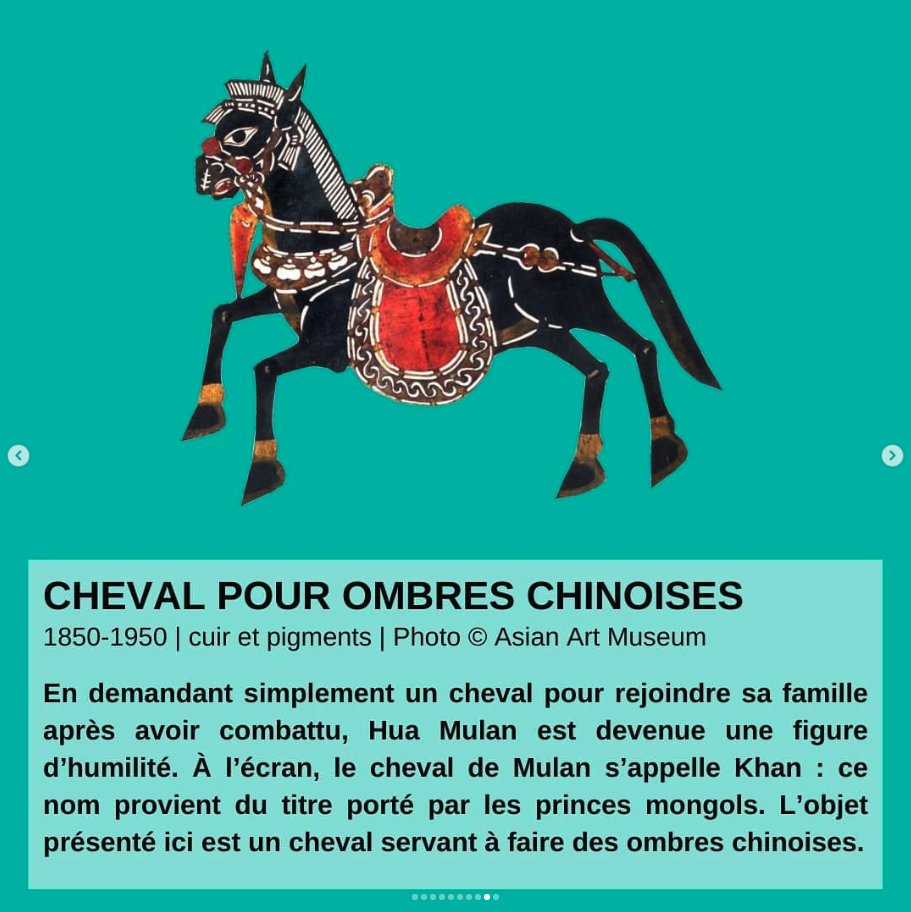 CHEVAL POUR OMBRES CHINOISES
1850-1950 | cuir et pigments | Photo © Asian Art Museum
En demandant simplement un cheval pour rejoindre sa famille
après avoir combattu, Hua Mulan est devenue une figure
d’humilité. À l’écran, le cheval de Mulan s’appelle Khan : ce
nom provient du titre porté par les princes mongols. L’objet
présenté ici est un cheval servant à faire des ombres chinoises.